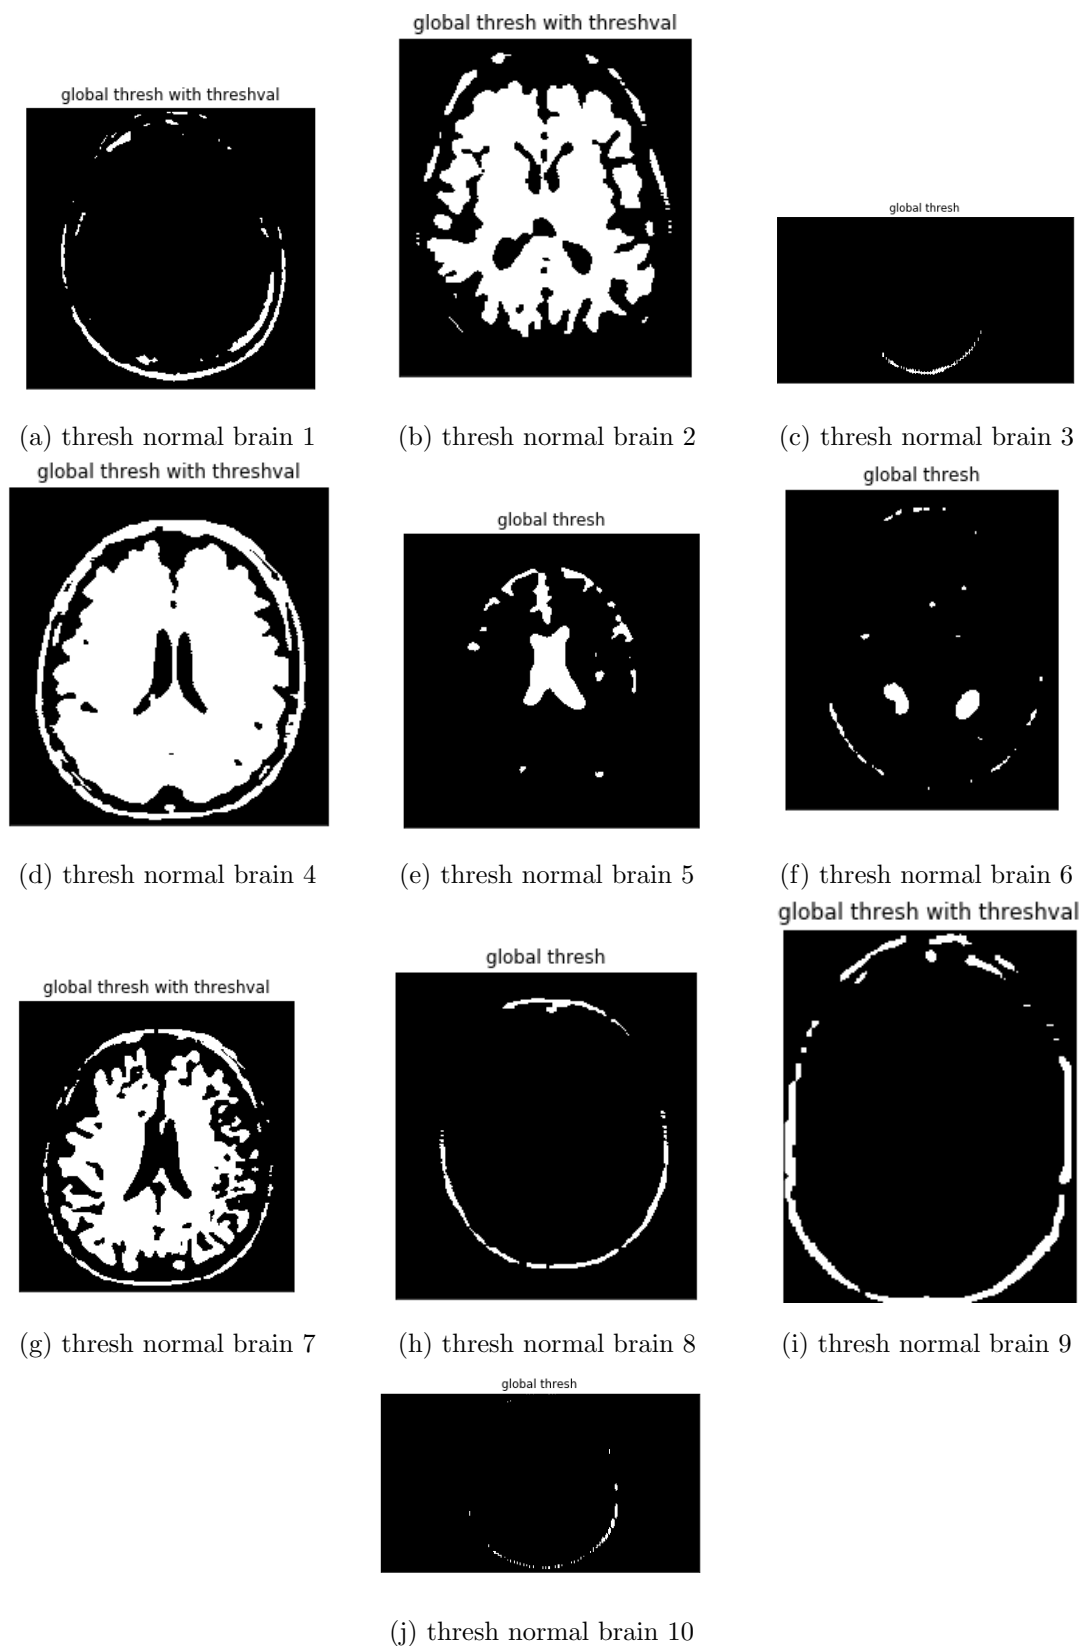 global thresh with threshval
global thresh with threshval
global thresh
(a) thresh normal brain 1
(b) thresh normal brain 2
(c) thresh normal brain 3
global thresh with threshval
global thresh
global thresh
(d) thresh normal brain 4
(e) thresh normal brain 5
(f) thresh normal brain 6
global thresh with threshval
global thresh
global thresh with threshval
(g) thresh normal brain 7
(h) thresh normal brain 8
(i) thresh normal brain 9
global thresh
(j) thresh normal brain 10